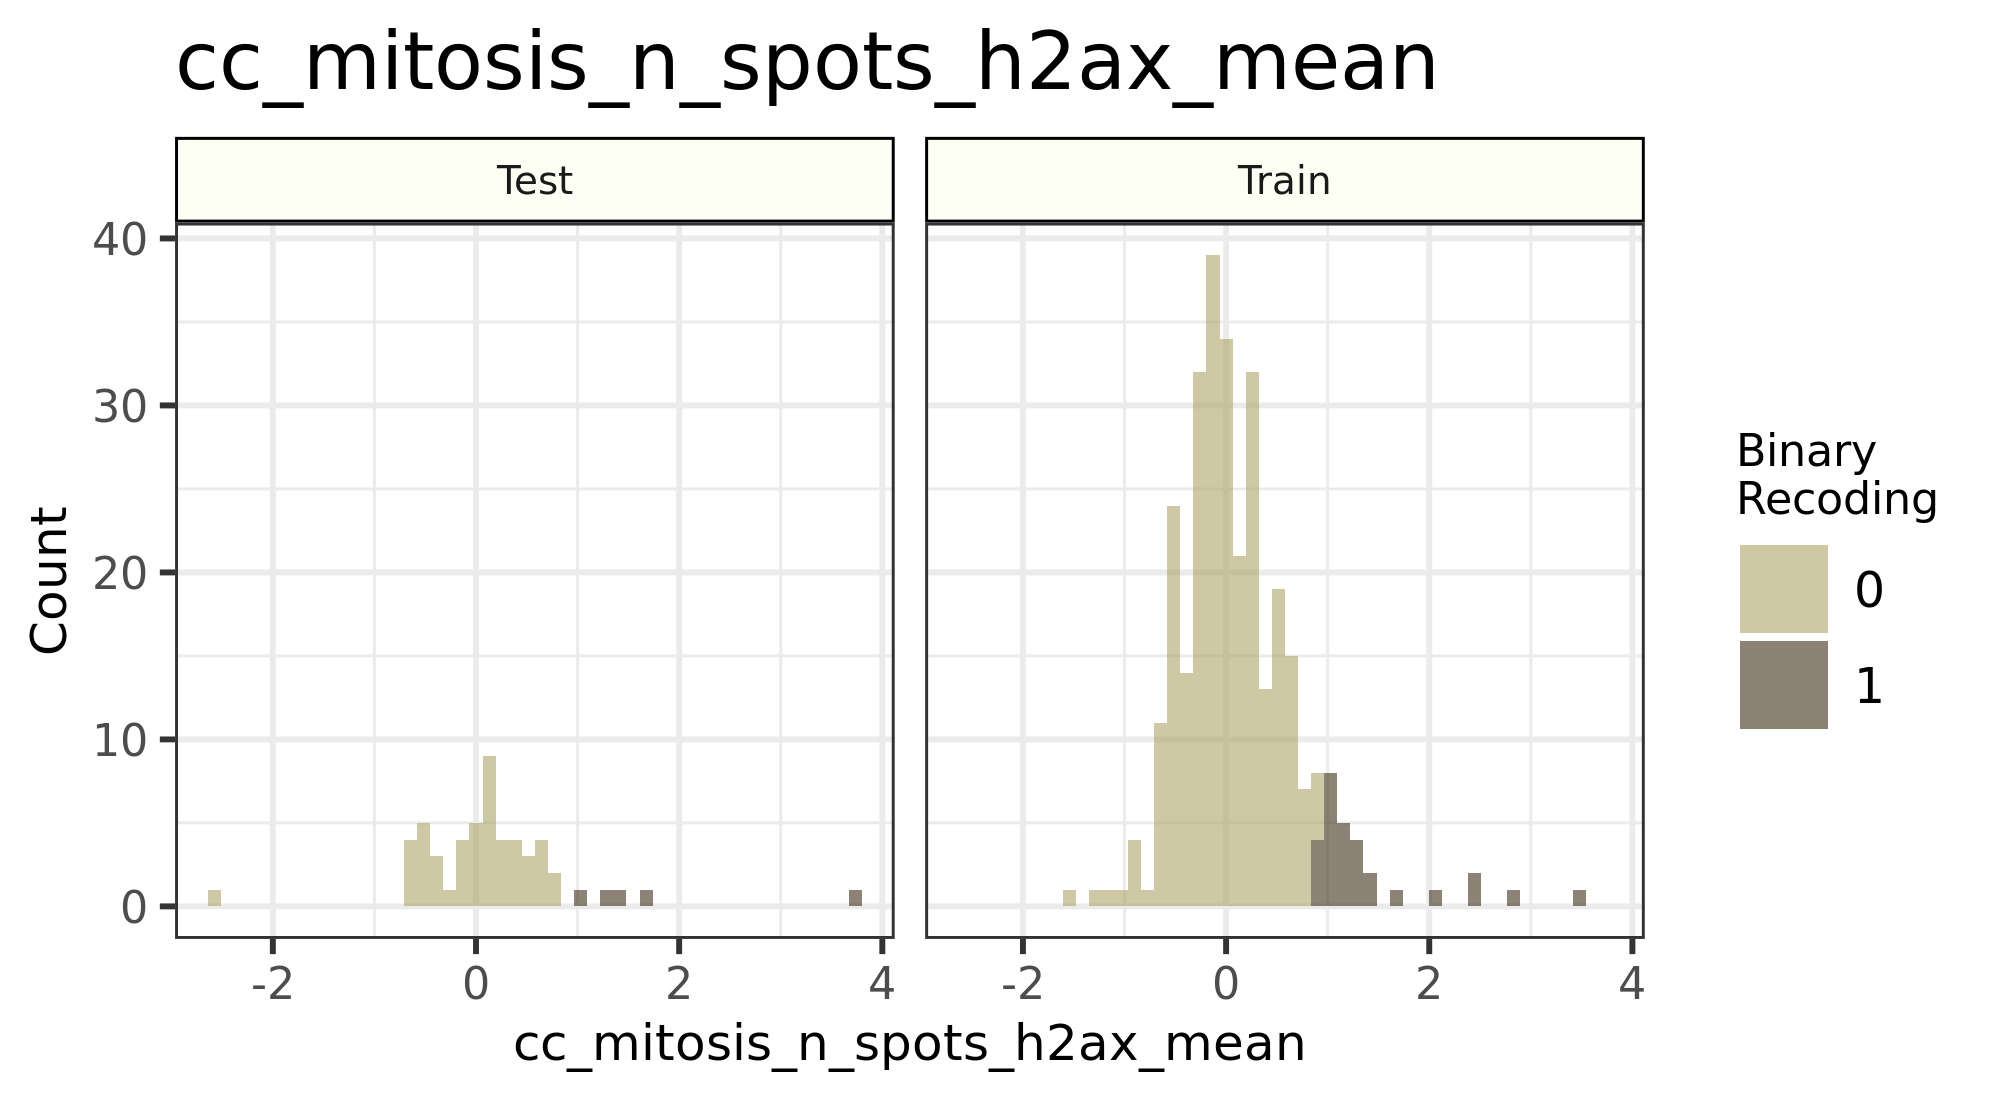 cc_mitosis_n_spots_h2ax_mean
Test
Train
40
30
20
10
0
Count
-2
0
2
4
-2
0
2
4
cc_mitosis_n_spots_h2ax_mean
Binary
Recoding
0
1